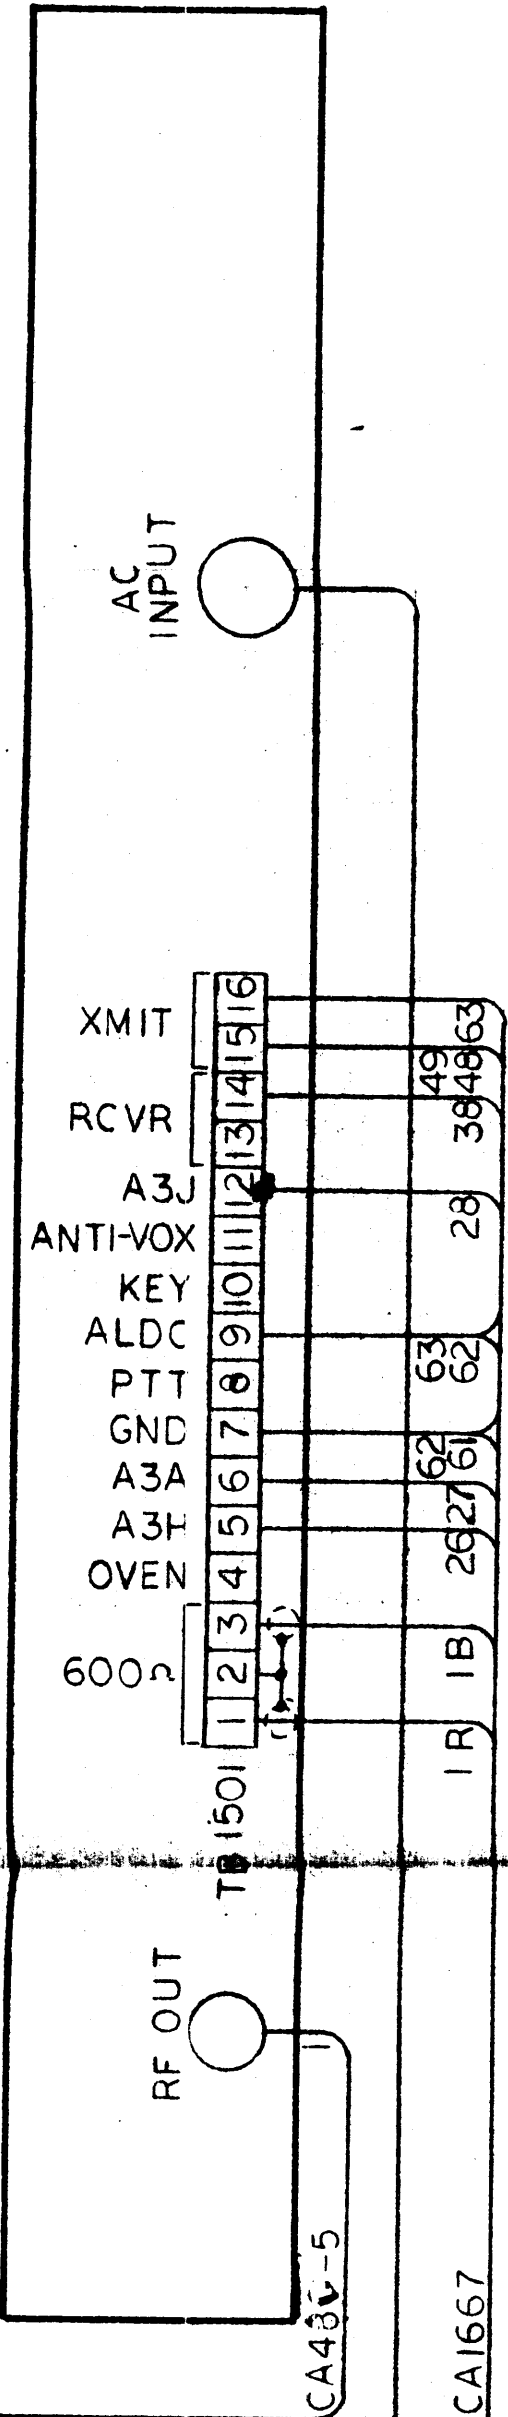 AC
INPUT
XMIT
16
15
63
49
48
RCVR
14
13
38
A3J
12
28
ANTI-VOX
11
KEY
10
ALDC
9
63
62
PTT
8
GND
7
62
61
A3A
6
27
A3H
5
26
OVEN
4
600Ω
3
2
1
1B
1R
TB1501
RF OUT
1
CA1667